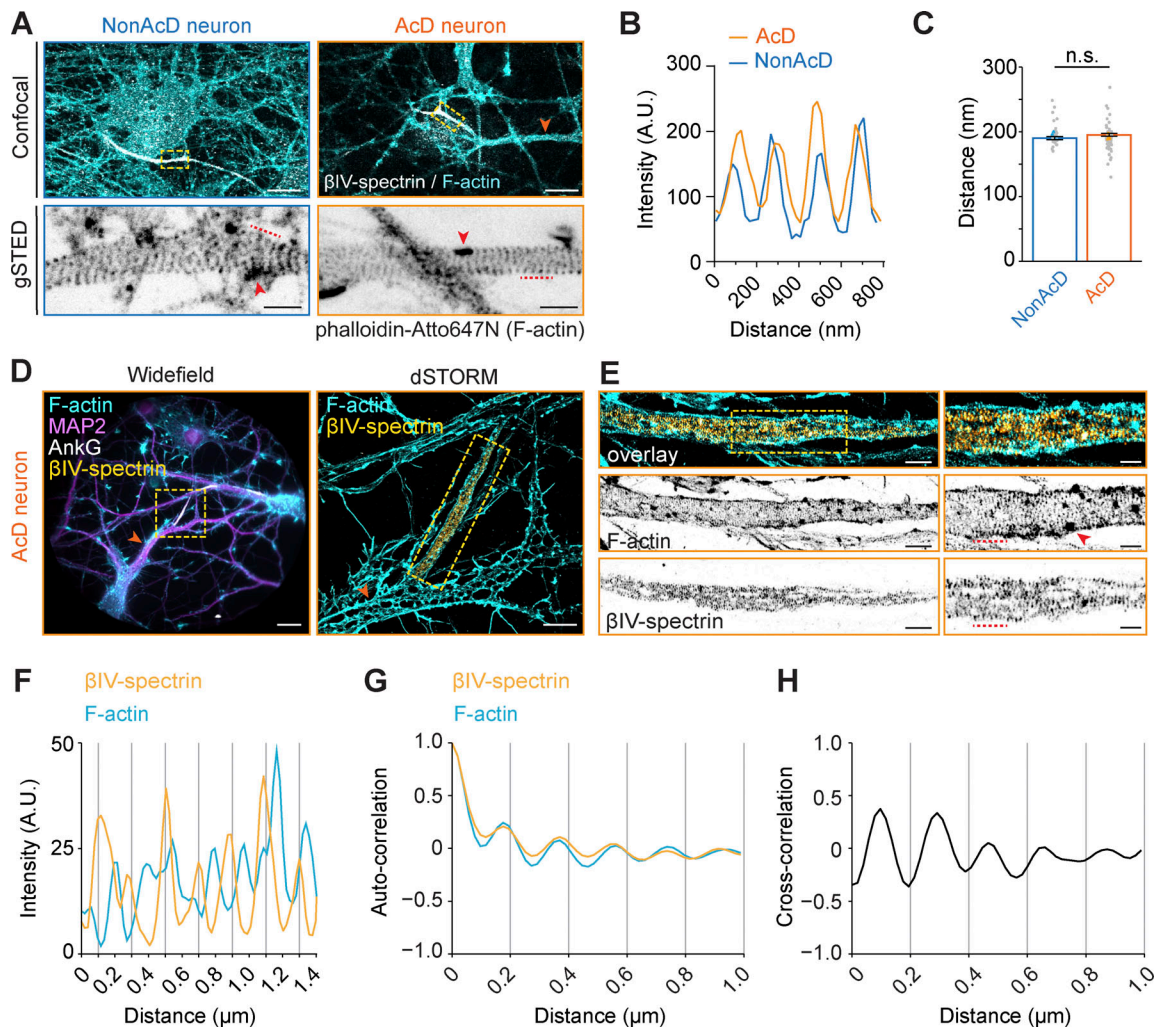 A
NonAcD neuron
AcD neuron
Confocal
βIV-spectrin / F-actin
gSTED
phalloidin-Atto647N (F-actin)
B
AcD
NonAcD
Intensity (A.U.)
300
200
100
0
0
200
400
600
800
Distance (nm)
C
n.s.
Distance (nm)
300
200
100
0
NonAcD
AcD
D
Widefield
dSTORM
AcD neuron
F-actin
MAP2
AnkG
βIV-spectrin
F-actin
βIV-spectrin
E
overlay
F-actin
βIV-spectrin
F
βIV-spectrin
F-actin
Intensity (A.U.)
50
25
0
0
0.2
0.4
0.6
0.8
1.0
1.2
1.4
Distance (µm)
G
βIV-spectrin
F-actin
Auto-correlation
1.0
0.5
0
−0.5
−1.0
0
0.2
0.4
0.6
0.8
1.0
Distance (µm)
H
Cross-correlation
1.0
0.5
0
−0.5
−1.0
0
0.2
0.4
0.6
0.8
1.0
Distance (µm)